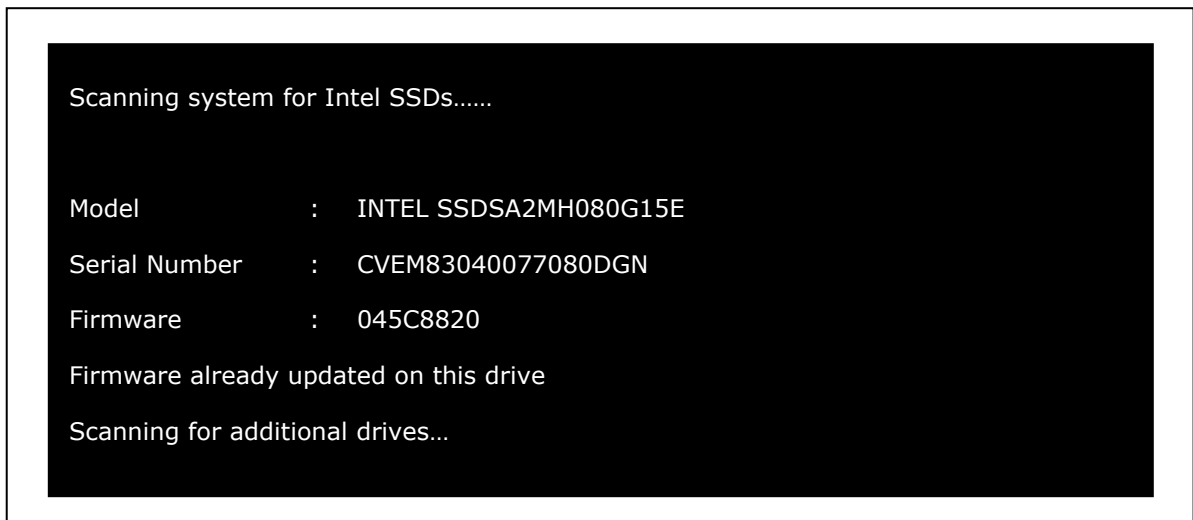 Scanning system for Intel SSDs……
Model : INTEL SSDSA2MH080G15E
Serial Number : CVEM83040077080DGN
Firmware : 045C8820
Firmware already updated on this drive
Scanning for additional drives…